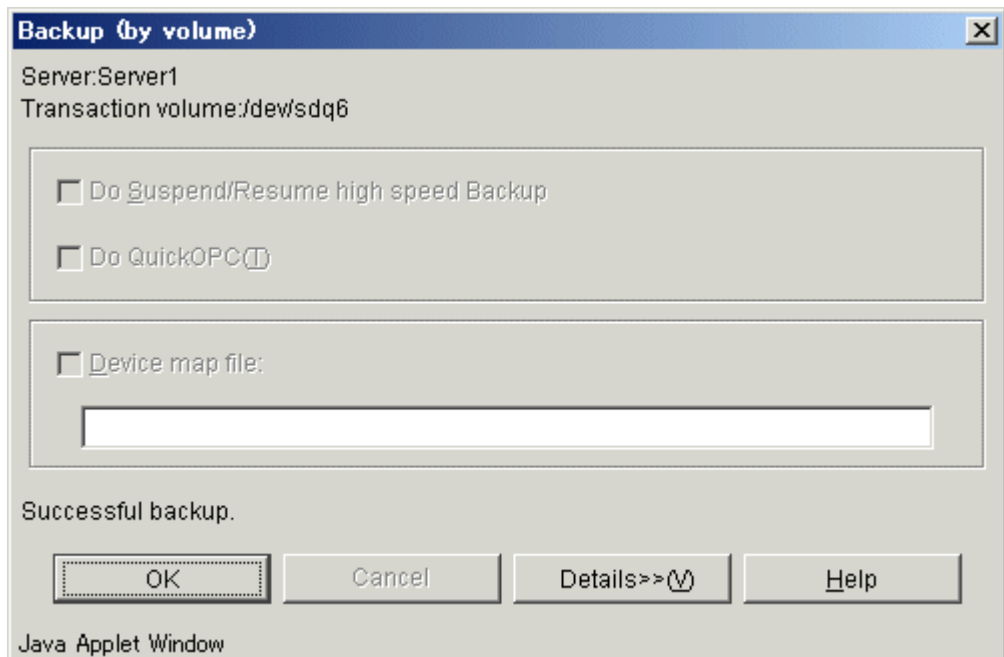 Backup (by volume)
Server:Server1
Transaction volume:/dev/sdq6
Do Suspend/Resume high speed Backup
Do QuickOPC(T)
Device map file:
Successful backup.
OK Cancel Details>>(V) Help
Java Applet Window